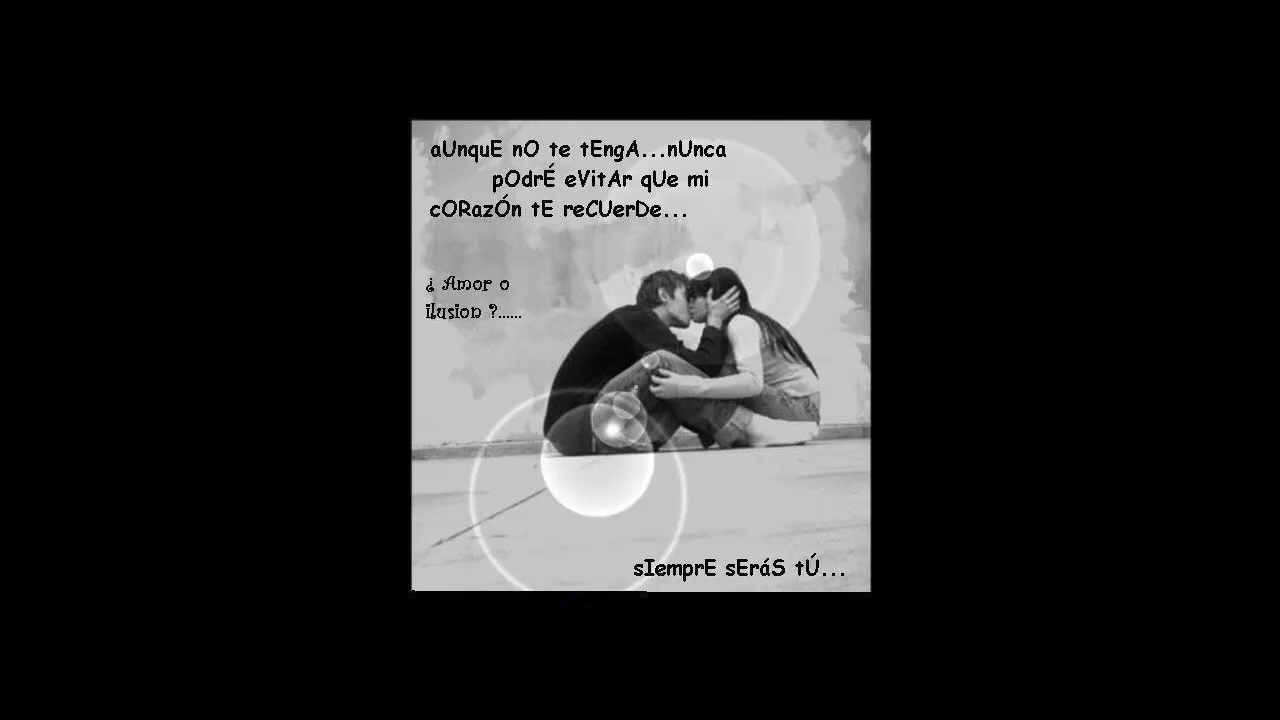 aUnquE nO te tEngA...nUnca
pOdrÉ eVitAr qUe mi
cORazÓn tE reCUerDe...
¿ Amor o
ilusion ?......
sIemprE sEráS tÚ...